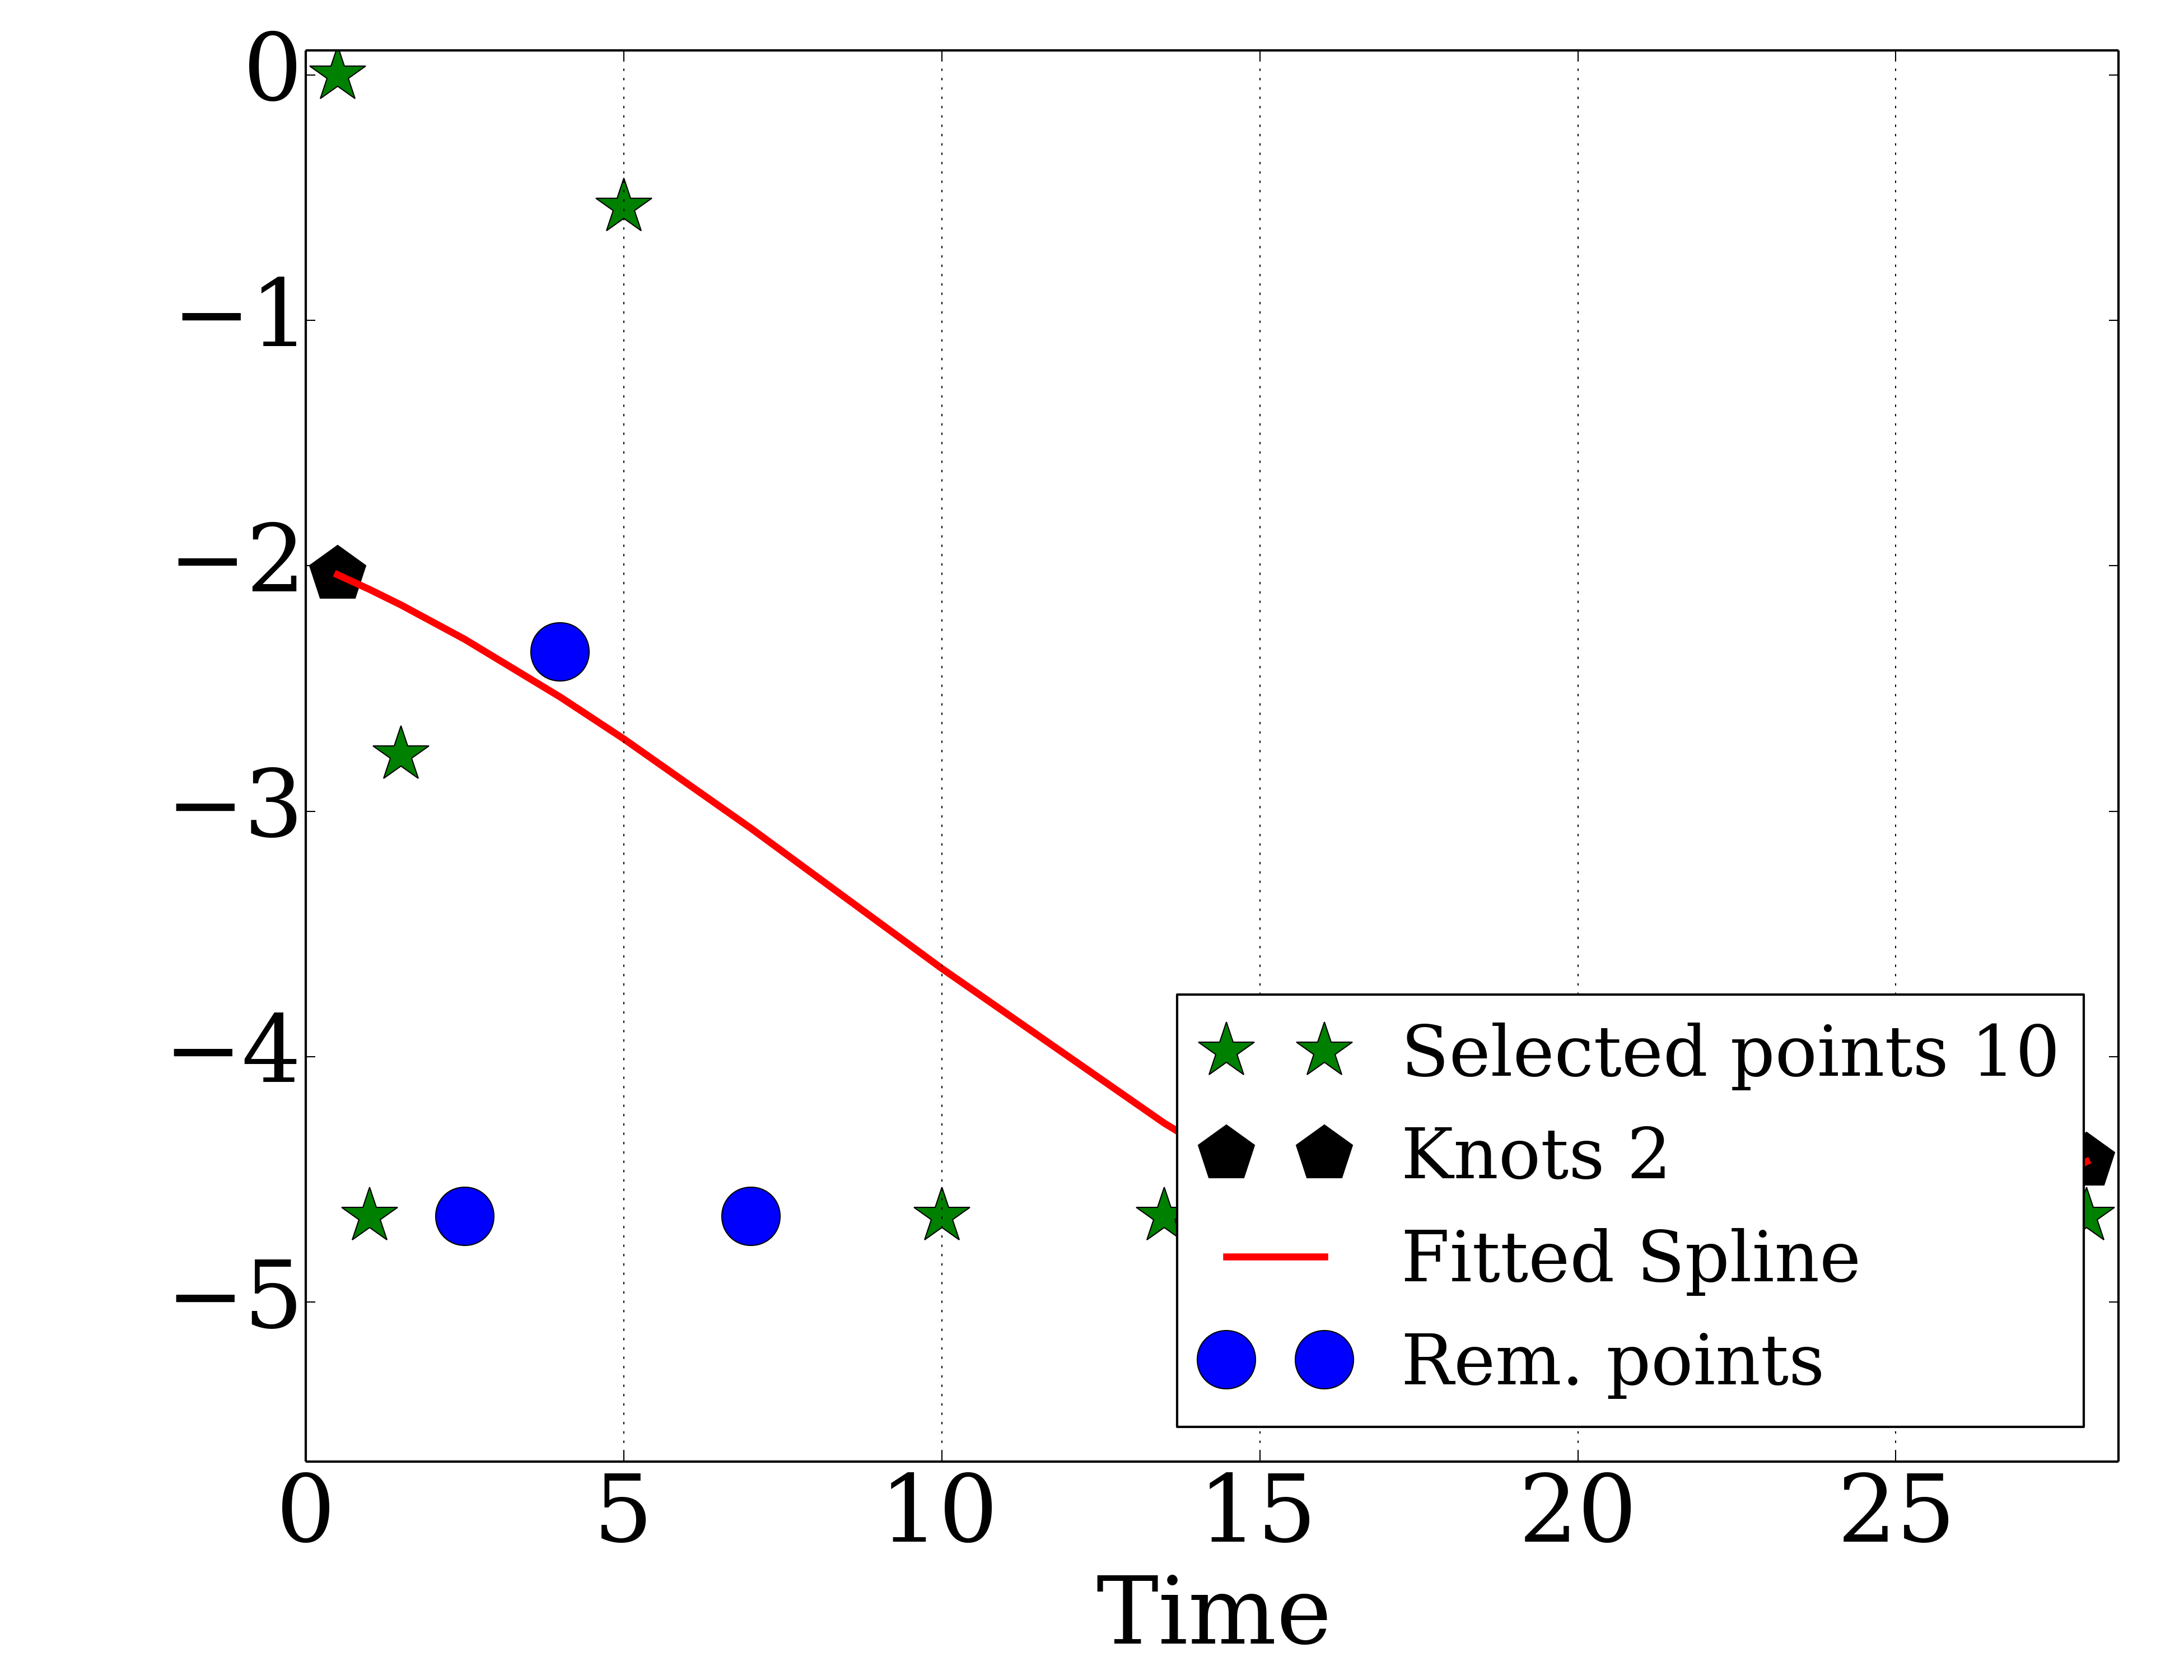 0
−1
−2
−3
−4
−5
Selected points 10
Knots 2
Fitted Spline
Rem. points
0 5 10 15 20 25
Time